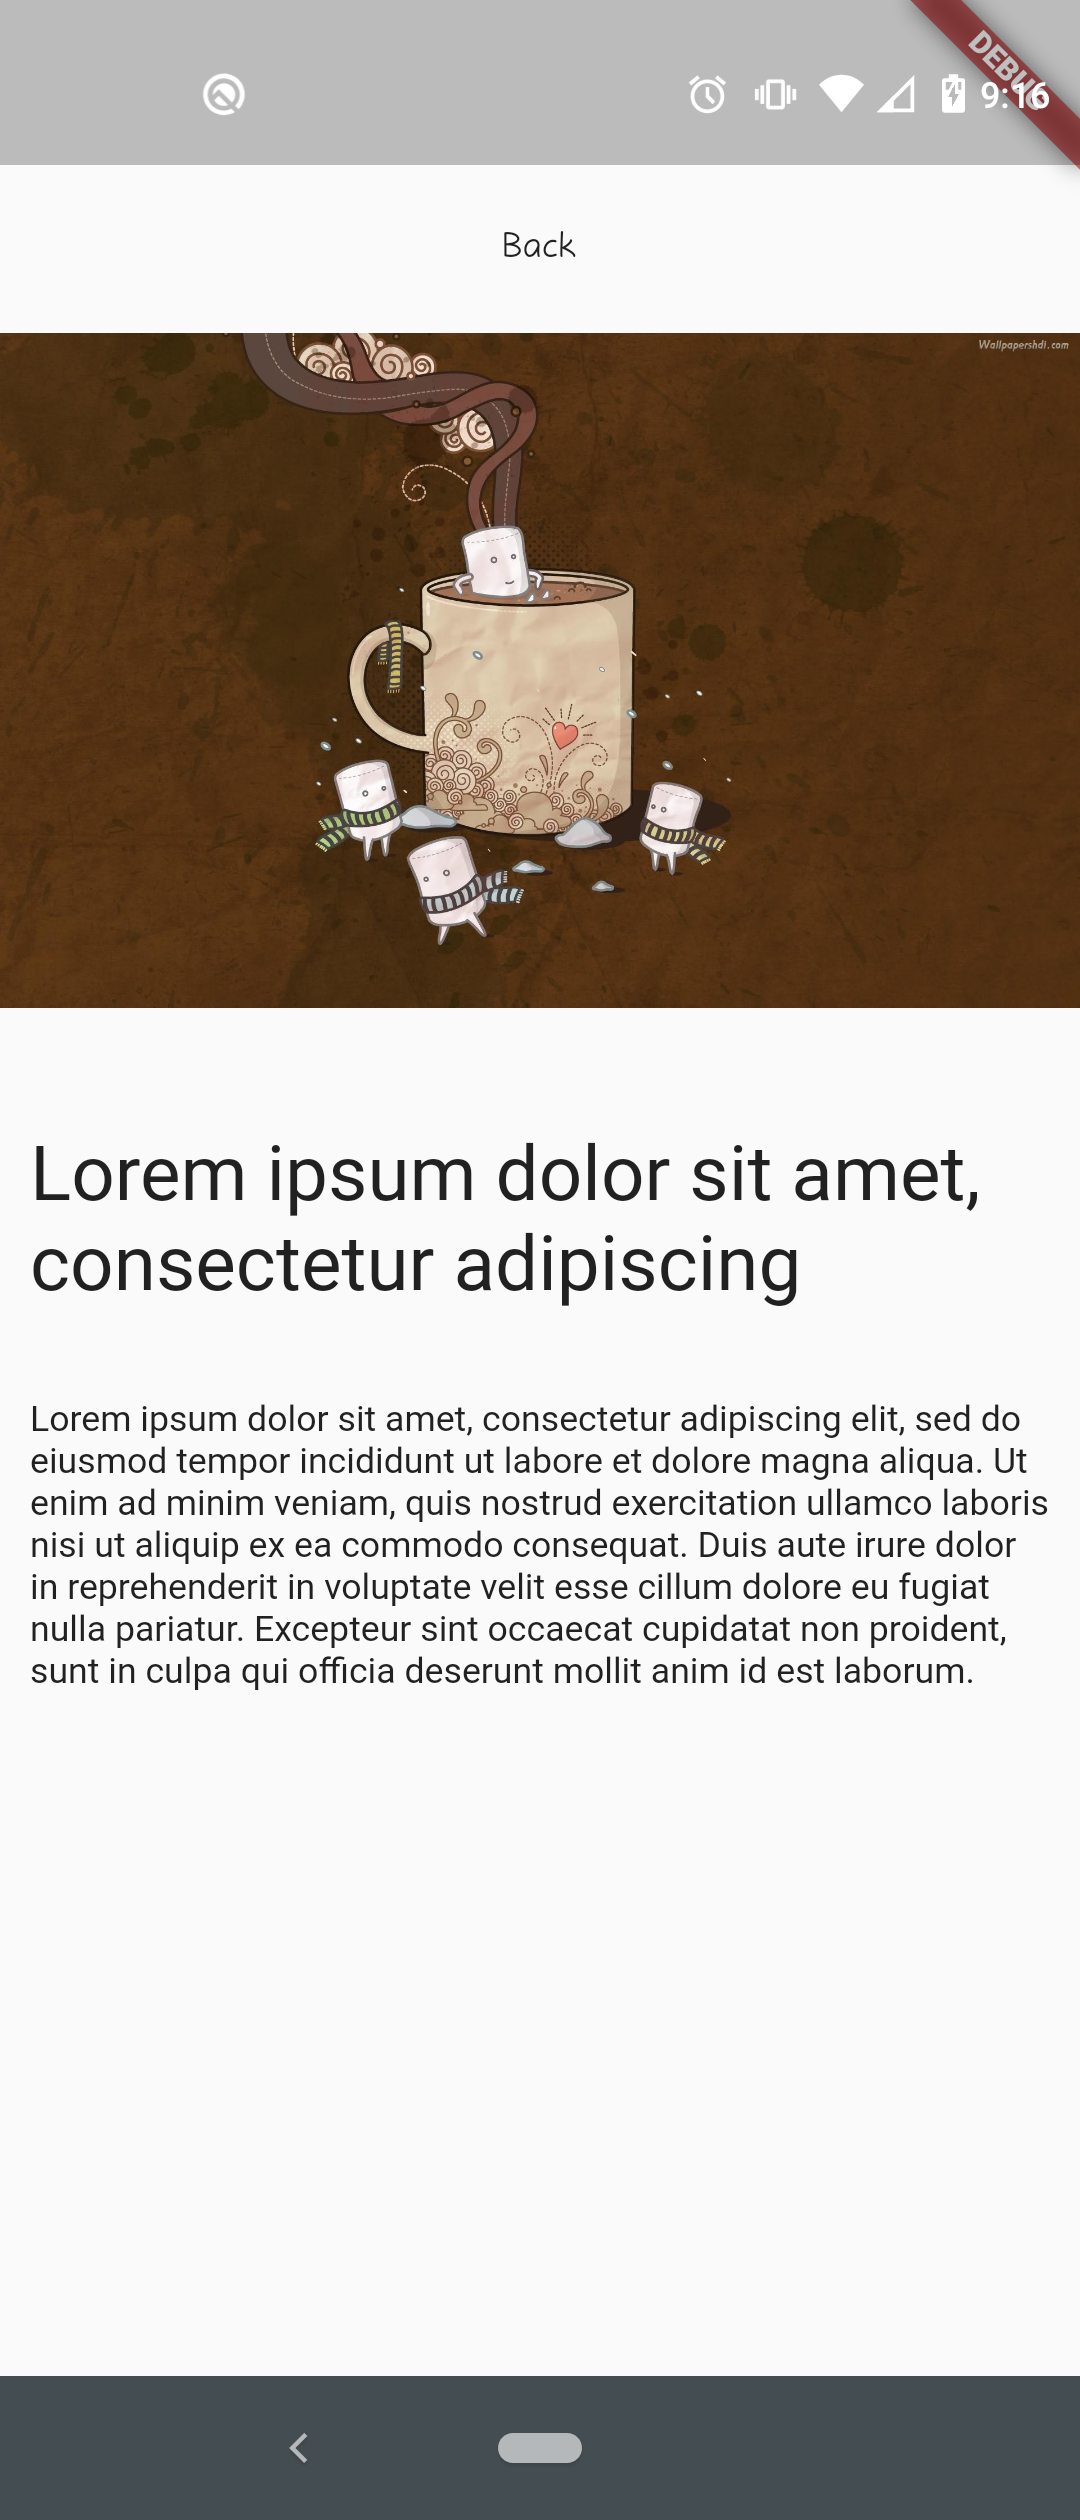 DEBUG
9:16
Back
Wallpapershdi.com
Lorem ipsum dolor sit amet,
consectetur adipiscing
Lorem ipsum dolor sit amet, consectetur adipiscing elit, sed do
eiusmod tempor incididunt ut labore et dolore magna aliqua. Ut
enim ad minim veniam, quis nostrud exercitation ullamco laboris
nisi ut aliquip ex ea commodo consequat. Duis aute irure dolor
in reprehenderit in voluptate velit esse cillum dolore eu fugiat
nulla pariatur. Excepteur sint occaecat cupidatat non proident,
sunt in culpa qui officia deserunt mollit anim id est laborum.